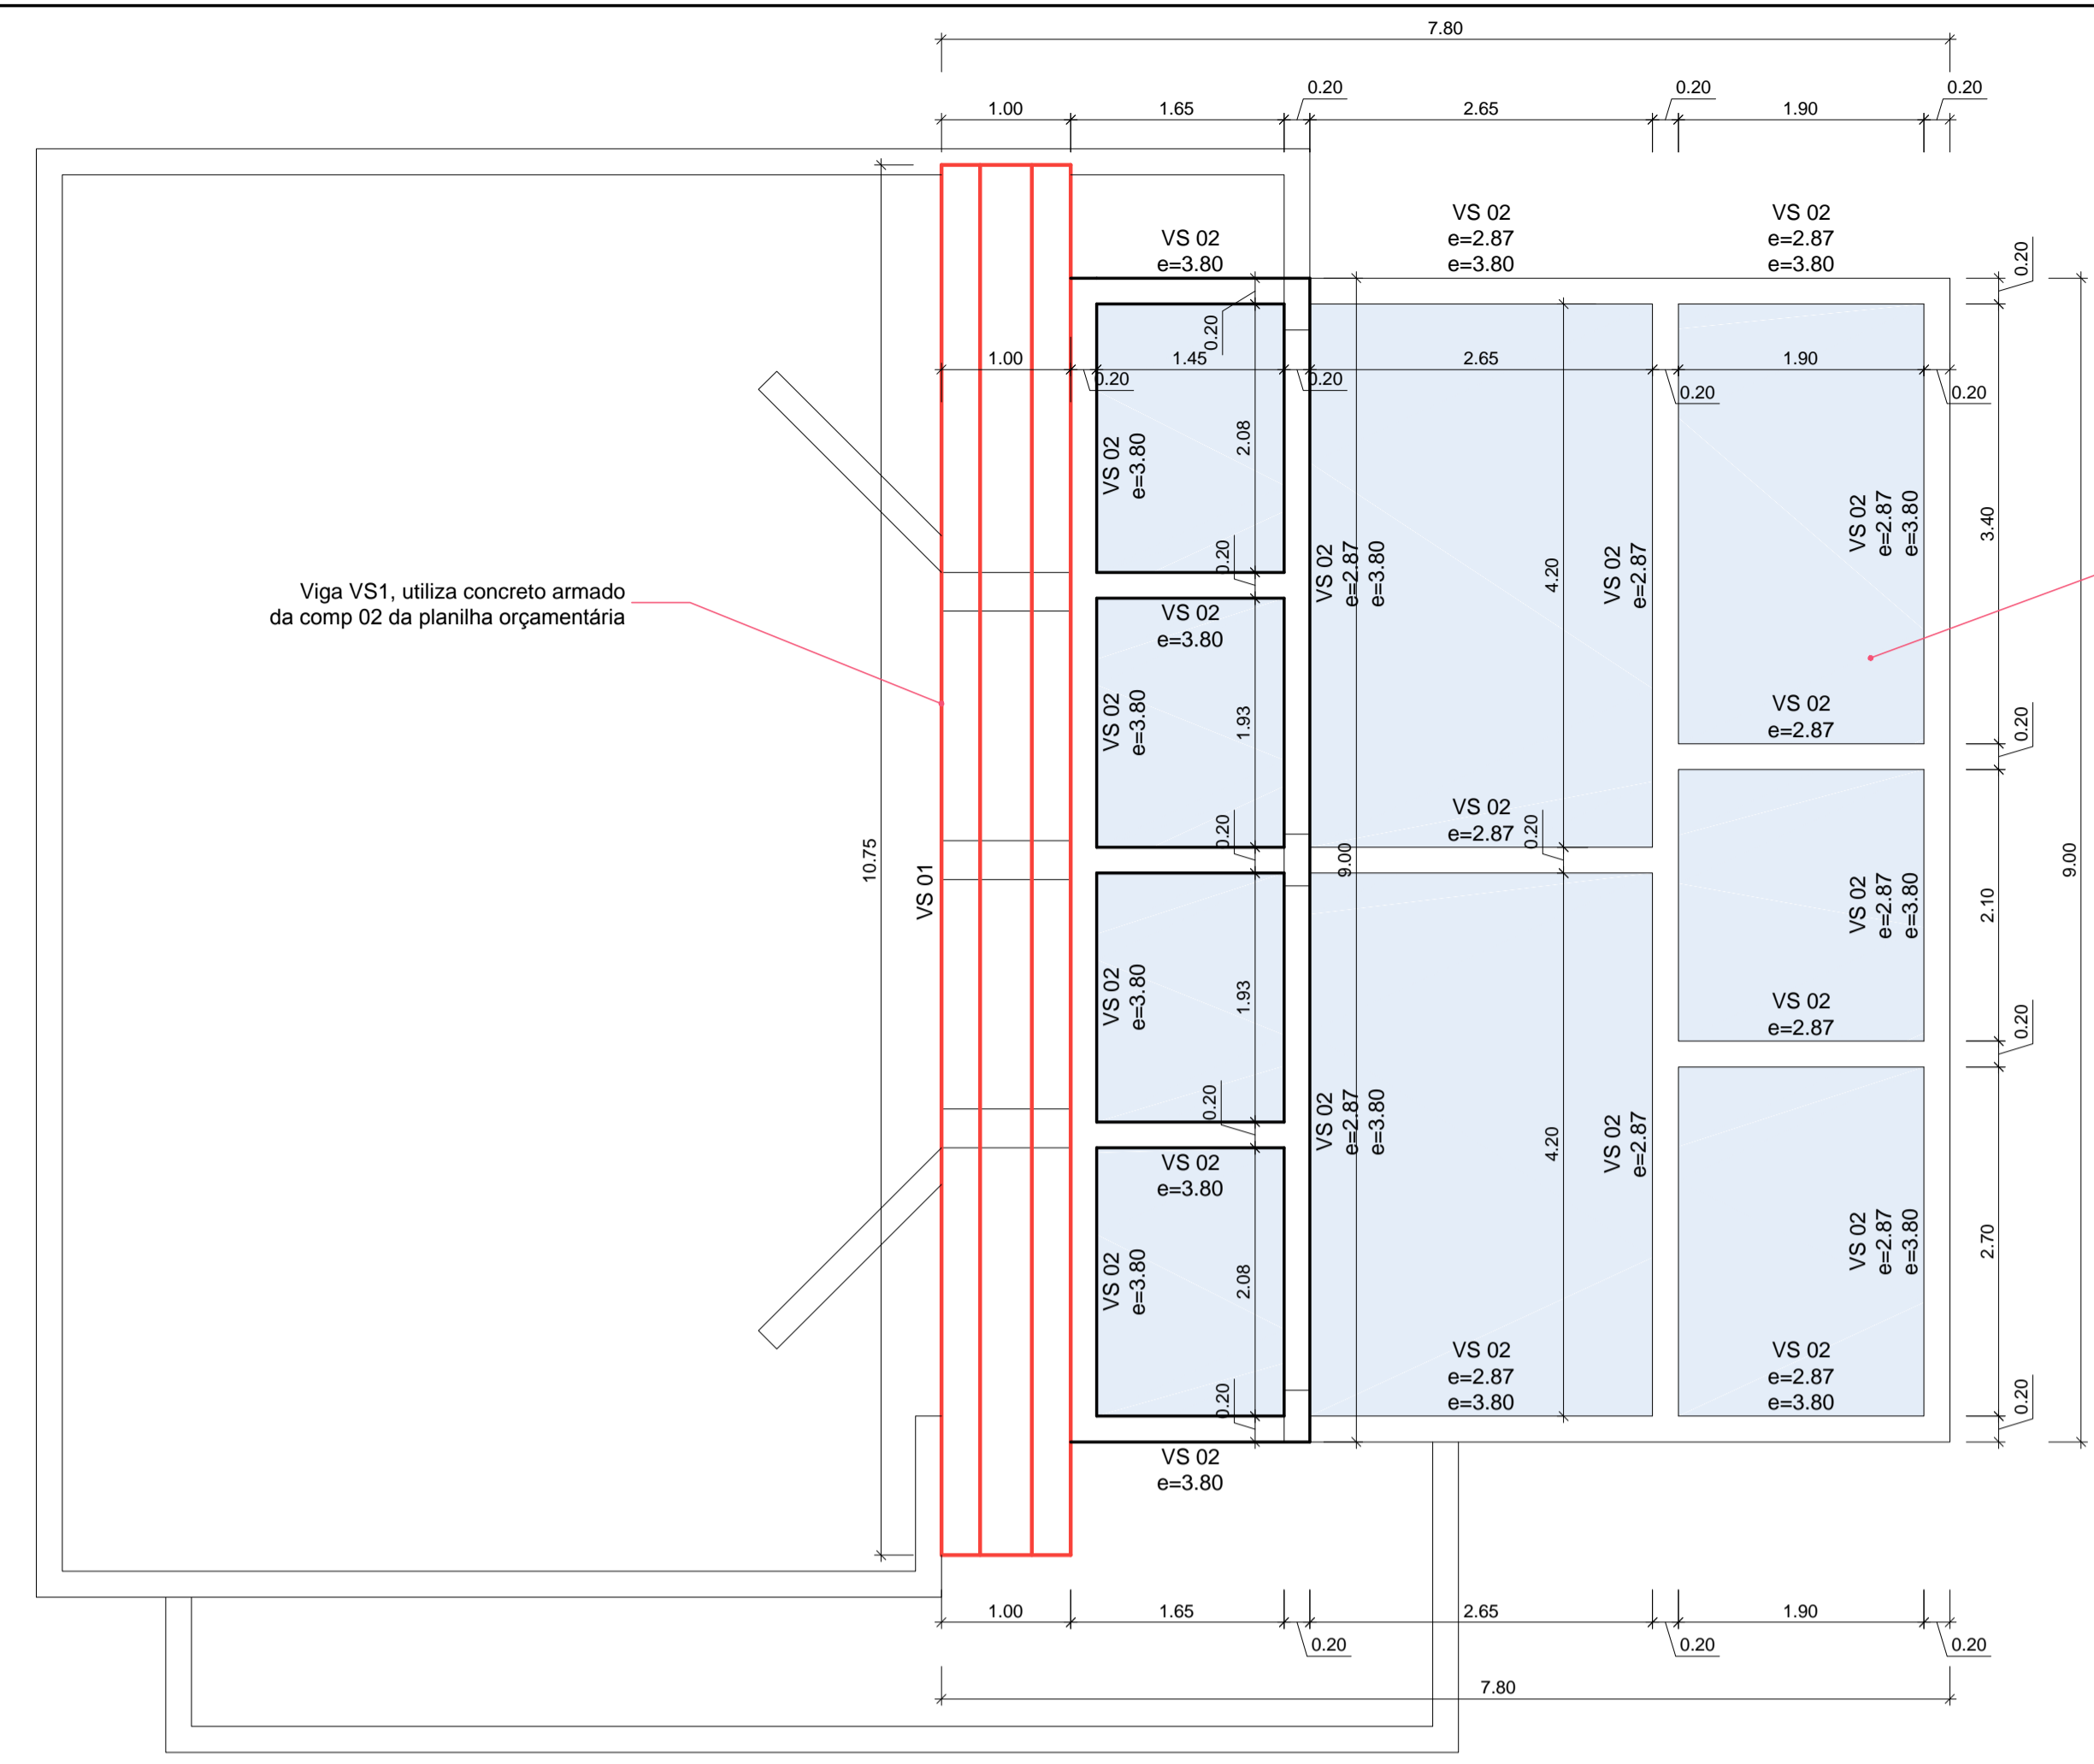 7.80
0.20
0.20
0.20
1.00
1.65
2.65
1.90
VS 02
e=2.87
e=3.80
VS 02
e=2.87
e=3.80
VS 02
e=3.80
0.20
0.20
1.00
1.45
2.65
1.90
0.20
0.20
0.20
0.20
VS 02
e=3.80
2.08
VS 02
e=2.87
e=3.80
3.40
0.20
VS 02
e=2.87
e=3.80
4.20
VS 02
e=2.87
Viga VS1, utiliza concreto armado
da comp 02 da planilha orçamentária
VS 02
e=3.80
VS 02
e=3.80
1.93
VS 02
e=2.87
0.20
VS 02
e=2.87
0.20
0.20
10.75
VS 01
9.00
9.00
VS 02
e=2.87
e=3.80
2.10
VS 02
e=3.80
1.93
VS 02
e=2.87
0.20
0.20
VS 02
e=2.87
e=3.80
4.20
VS 02
e=2.87
VS 02
e=3.80
VS 02
e=3.80
2.08
VS 02
e=2.87
e=3.80
2.70
VS 02
e=2.87
e=3.80
VS 02
e=2.87
e=3.80
0.20
0.20
VS 02
e=3.80
1.00
1.65
2.65
1.90
0.20
0.20
0.20
7.80